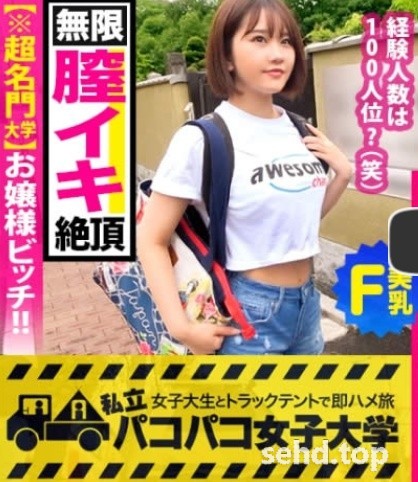 【※超名門大学】お嬢様ビッチ!!
無限
膣イキ
絶頂
経験人数は
100人位?(笑)
awesom
F美乳
私立 女子大生とトラックテントで即ハメ旅
パコパコ女子大学
sehd.top